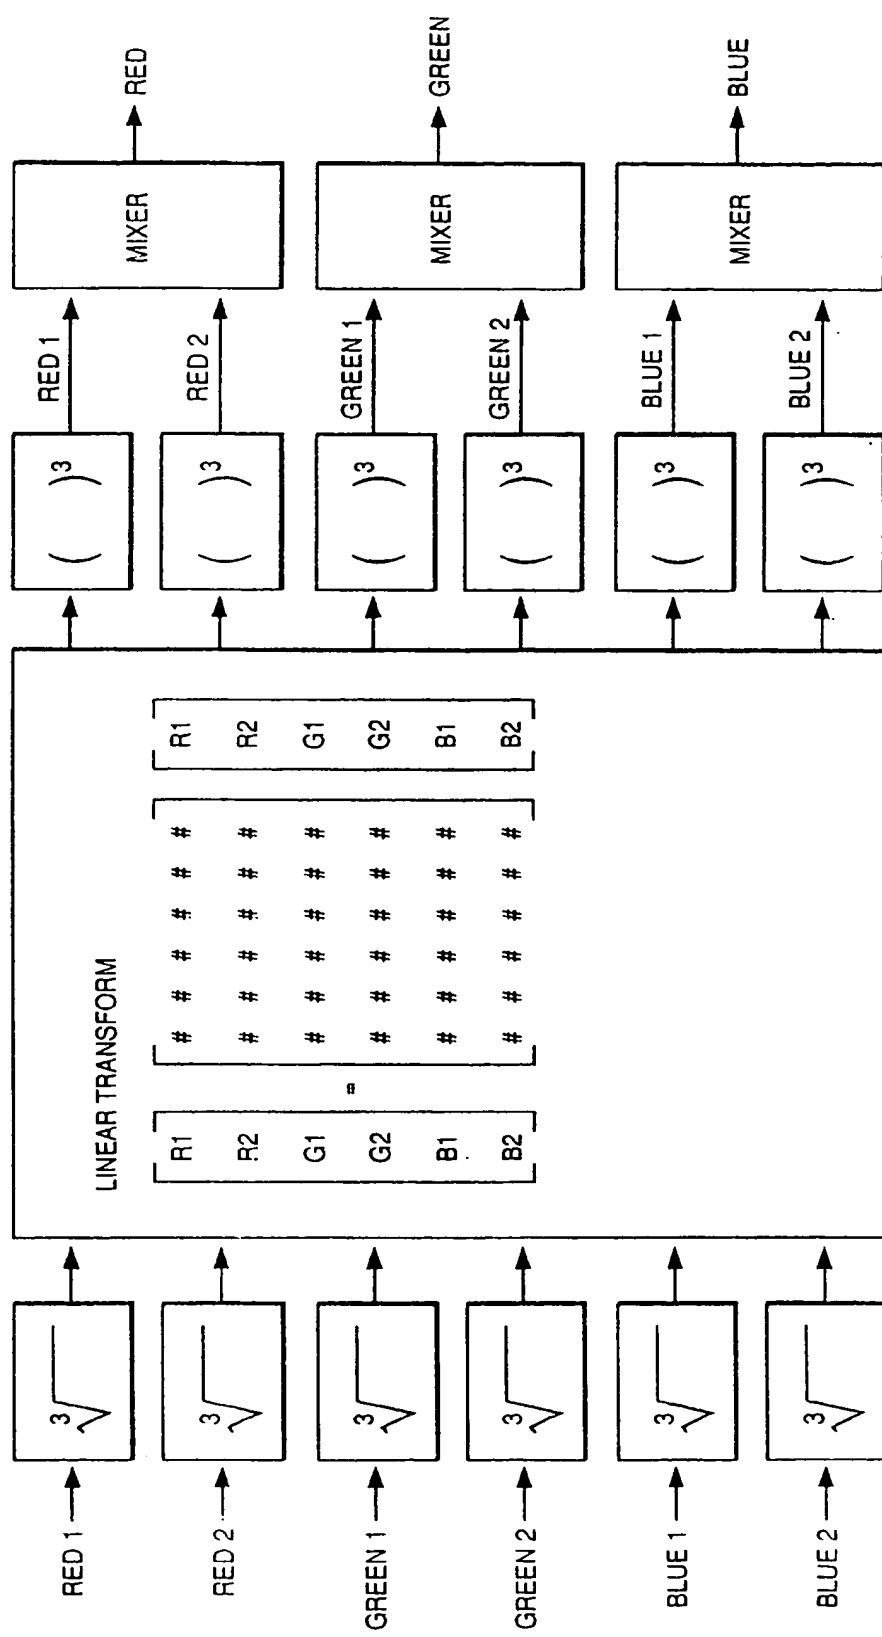 RED 1
3√
( )3
RED 1
RED 2
3√
( )3
RED 2
MIXER
RED
GREEN 1
3√
( )3
GREEN 1
GREEN 2
3√
( )3
GREEN 2
MIXER
GREEN
BLUE 1
3√
( )3
BLUE 1
BLUE 2
3√
( )3
BLUE 2
MIXER
BLUE
LINEAR TRANSFORM
R1 # # # # # # R1
R2 # # # # # # R2
G1 # # # # # # G1
=
G2 # # # # # # G2
B1 # # # # # # B1
B2 # # # # # # B2